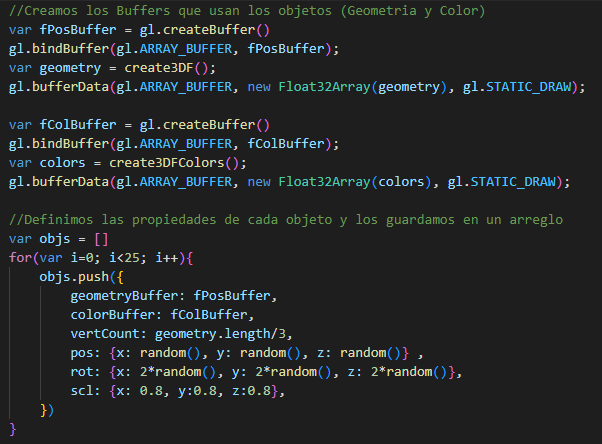 //Creamos los Buffers que usan los objetos (Geometria y Color)
var fPosBuffer = gl.createBuffer()
gl.bindBuffer(gl.ARRAY_BUFFER, fPosBuffer);
var geometry = create3DF();
gl.bufferData(gl.ARRAY_BUFFER, new Float32Array(geometry), gl.STATIC_DRAW);

var fColBuffer = gl.createBuffer()
gl.bindBuffer(gl.ARRAY_BUFFER, fColBuffer);
var colors = create3DFColors();
gl.bufferData(gl.ARRAY_BUFFER, new Float32Array(colors), gl.STATIC_DRAW);

//Definimos las propiedades de cada objeto y los guardamos en un arreglo
var objs = []
for(var i=0; i<25; i++){
    objs.push({
        geometryBuffer: fPosBuffer,
        colorBuffer: fColBuffer,
        vertCount: geometry.length/3,
        pos: {x: random(), y: random(), z: random()} ,
        rot: {x: 2*random(), y: 2*random(), z: 2*random()},
        scl: {x: 0.8, y:0.8, z:0.8},
    })
}